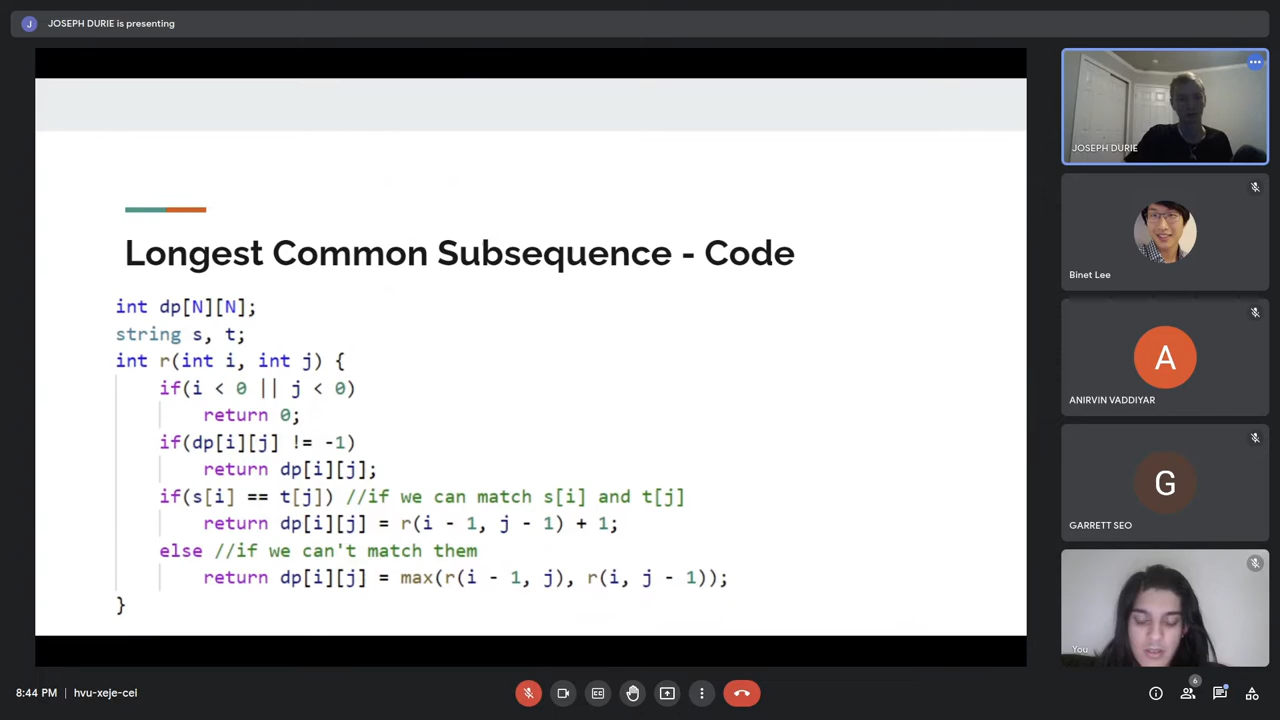 J
JOSEPH DURIE is presenting
Longest Common Subsequence - Code
int dp[N][N];
string s, t;
int r(int i, int j) {
if(i < 0 || j < 0)
return 0;
if(dp[i][j] != -1)
return dp[i][j];
if(s[i] == t[j]) //if we can match s[i] and t[j]
return dp[i][j] = r(i - 1, j - 1) + 1;
else //if we can't match them
return dp[i][j] = max(r(i - 1, j), r(i, j - 1));
}
JOSEPH DURIE
Binet Lee
A
ANIRVIN VADDIYAR
G
GARRETT SEO
You
8:44 PM | hvu-xeje-cei
CC
6